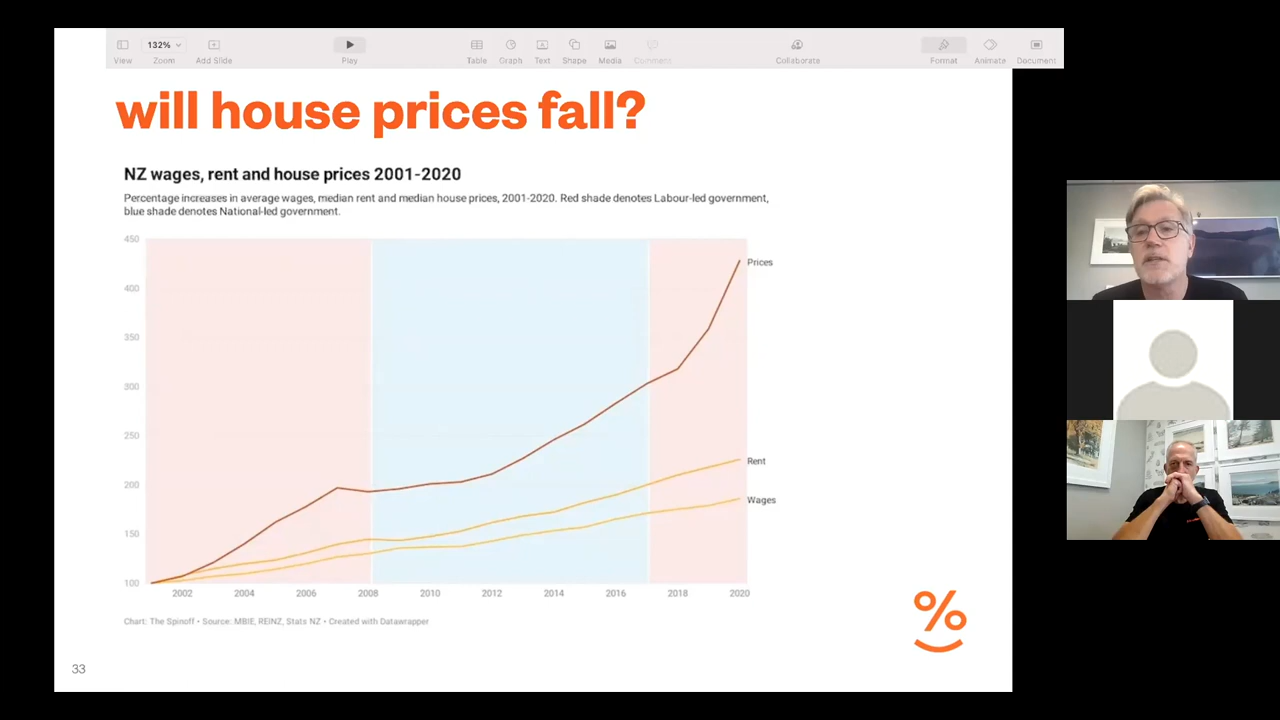 132%
View
Zoom
Add Slide
Play
Table
Graph
Text
Shape
Media
Comment
Collaborate
Format
Animate
Document
will house prices fall?
NZ wages, rent and house prices 2001-2020
Percentage increases in average wages, median rent and median house prices, 2001-2020. Red shade denotes Labour-led government,
blue shade denotes National-led government.
450
400
350
300
250
200
150
100
Prices
Rent
Wages
2002
2004
2006
2008
2010
2012
2014
2016
2018
2020
Chart: The Spinoff • Source: MBIE, REINZ, Stats NZ • Created with Datawrapper
%
33